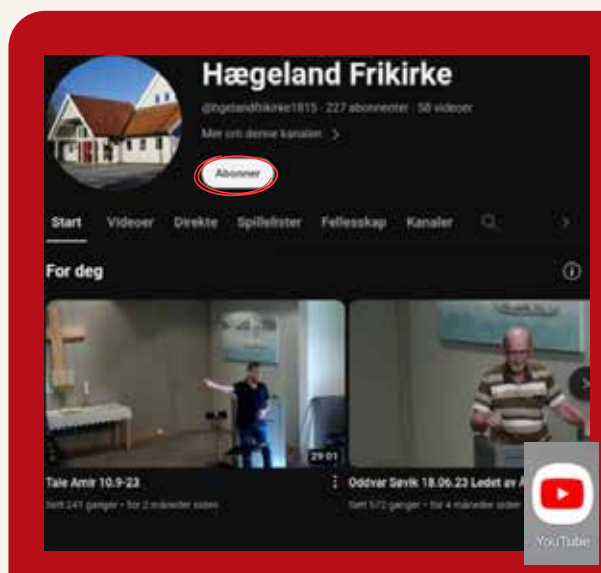 Hægeland Frikirke
@hgelandfrikirke1815 · 227 abonnenter · 58 videoer
Mer om denne kanalen >
Abonner
Start Videoer Direkte Spillelister Fellesskap Kanaler
For deg
29:01
Tale Amir 10.9-23
Sett 241 ganger · for 2 måneder siden
Oddvar Søvik 18.06.23 Ledet av
Sett 572 ganger · for 4 måneder siden
YouTube